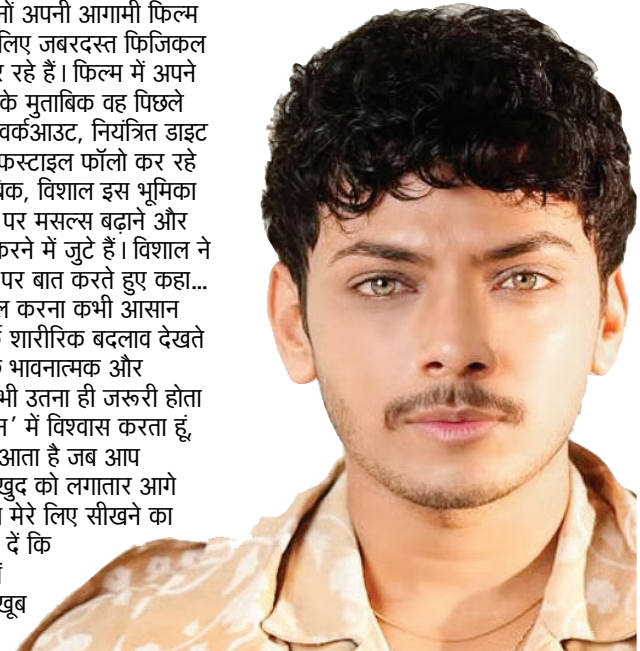 नों अपनी आगामी फिल्म
लिए जबरदस्त फिजिकल
र रहे हैं। फिल्म में अपने
के मुताबिक वह पिछले
वर्कआउट, नियंत्रित डाइट
फस्टाइल फॉलो कर रहे
बिक, विशाल इस भूमिका
पर मसल्स बढ़ाने और
करने में जुटे हैं। विशाल ने
पर बात करते हुए कहा...
ल करना कभी आसान
शारीरिक बदलाव देखते
भावनात्मक और
भी उतना ही जरूरी होता
न' में विश्वास करता हूं,
आता है जब आप
खुद को लगातार आगे
मेरे लिए सीखने का
दें कि
खूब